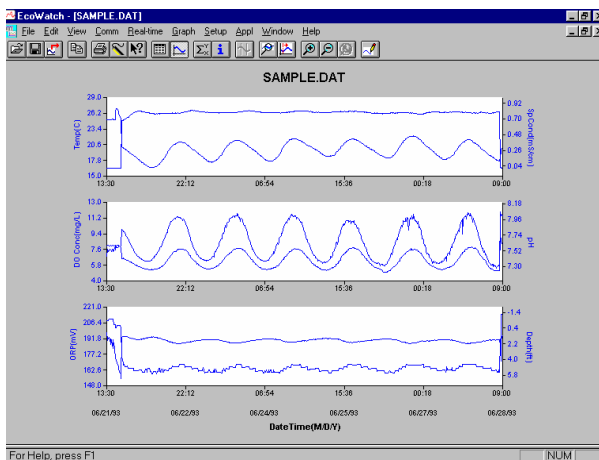 EcoWatch - [SAMPLE.DAT]
File Edit View Comm Real-time Graph Setup Appl Window Help
SAMPLE.DAT
29.0
26.2
23.4
20.6
17.8
15.0
Temp(C)
0.92
0.70
0.48
0.26
0.04
SpCond(mS/cm)
13:30 22:12 06:54 15:36 00:18 09:00
13.0
11.2
9.4
7.6
5.8
4.0
DO Conc(mg/L)
8.18
7.96
7.74
7.52
7.30
pH
13:30 22:12 06:54 15:36 00:18 09:00
221.0
206.4
191.8
177.2
162.6
148.0
ORP(mV)
-1.4
0.4
2.2
4.0
5.8
Depth(ft)
13:30 22:12 06:54 15:36 00:18 09:00
06/21/93 06/22/93 06/24/93 06/25/93 06/27/93 06/28/93
DateTime(M/D/Y)
For Help, press F1
NUM